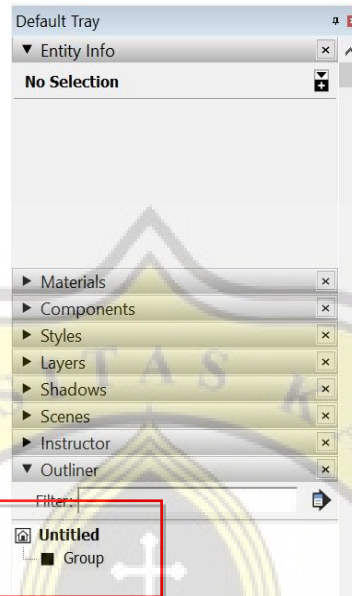 Default Tray
Entity Info
No Selection
Materials
Components
Styles
Layers
Shadows
Scenes
Instructor
Outliner
Filter:
Untitled
Group
T A S K